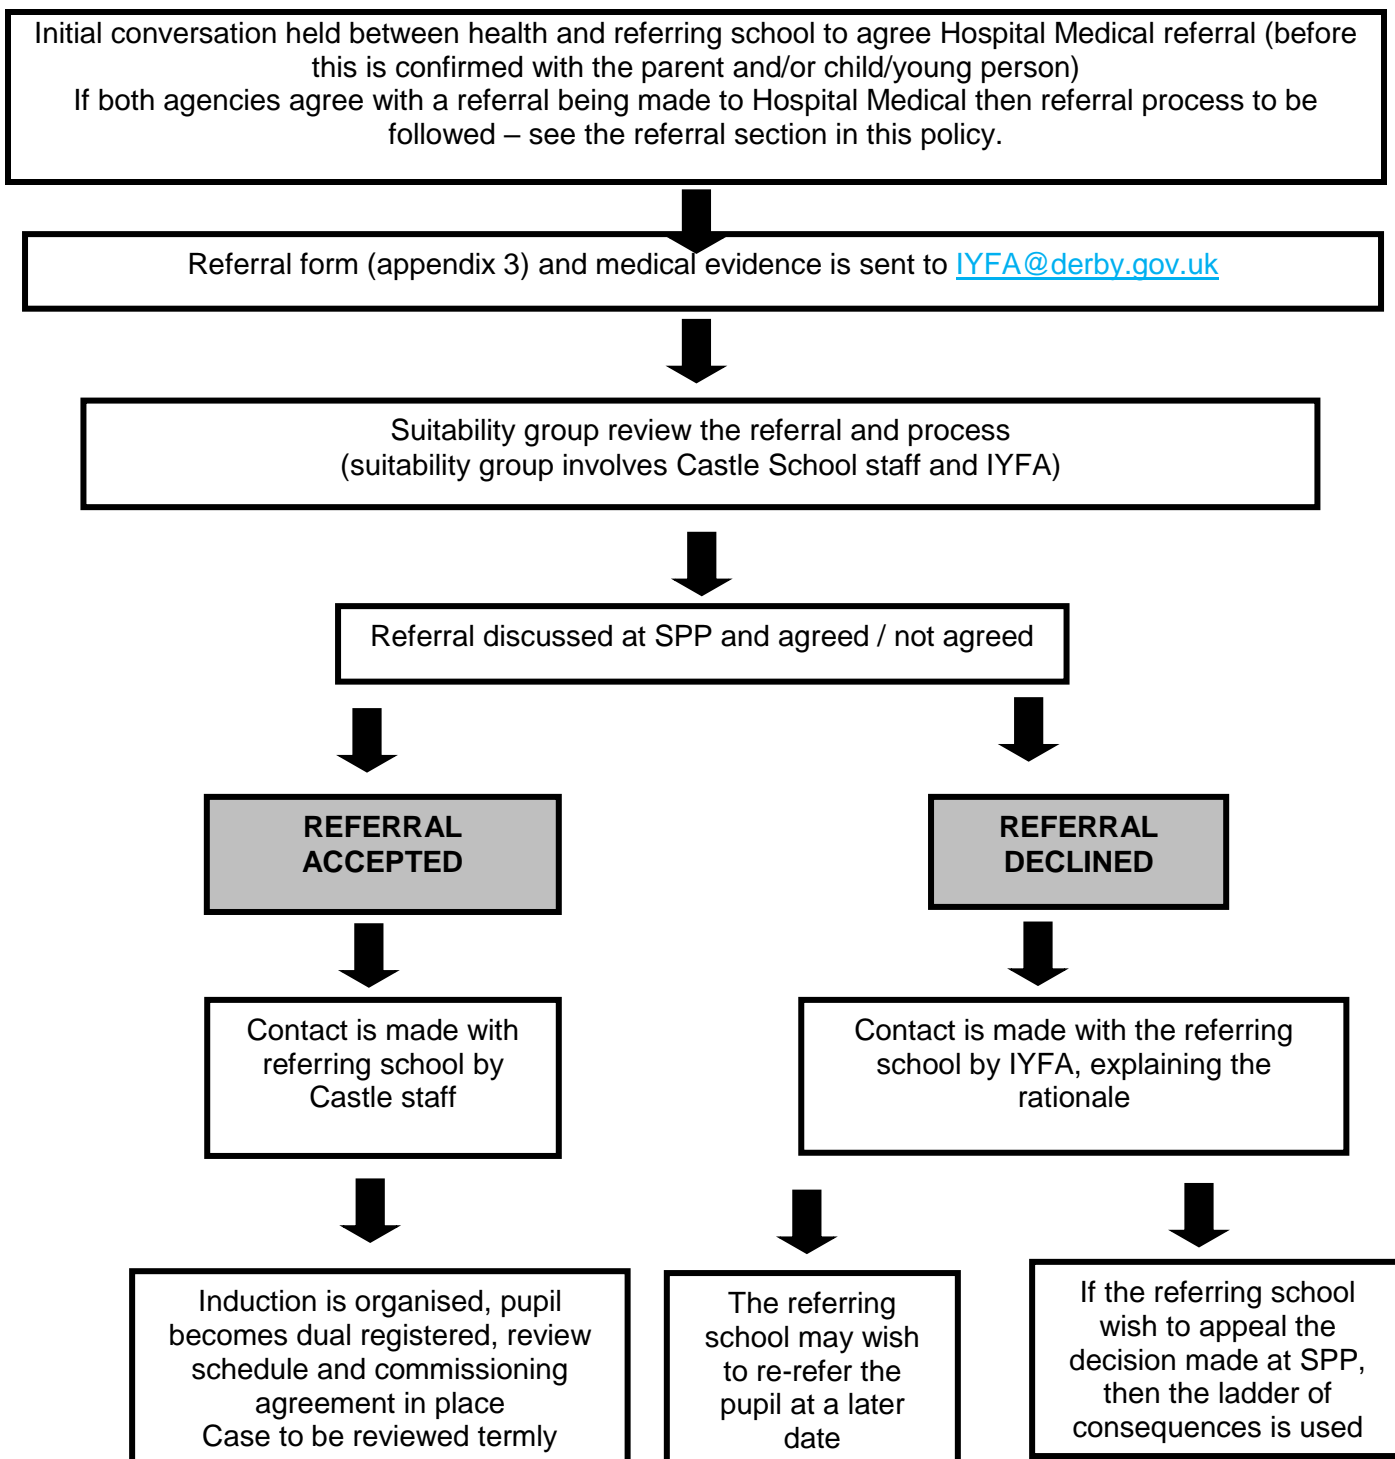 Initial conversation held between health and referring school to agree Hospital Medical referral (before
this is confirmed with the parent and/or child/young person)
If both agencies agree with a referral being made to Hospital Medical then referral process to be
followed – see the referral section in this policy.
Referral form (appendix 3) and medical evidence is sent to IYFA@derby.gov.uk
Suitability group review the referral and process
(suitability group involves Castle School staff and IYFA)
Referral discussed at SPP and agreed / not agreed
REFERRAL
ACCEPTED
REFERRAL
DECLINED
Contact is made with
referring school by
Castle staff
Contact is made with the referring
school by IYFA, explaining the
rationale
Induction is organised, pupil
becomes dual registered, review
schedule and commissioning
agreement in place
Case to be reviewed termly
The referring
school may wish
to re-refer the
pupil at a later
date
If the referring school
wish to appeal the
decision made at SPP,
then the ladder of
consequences is used